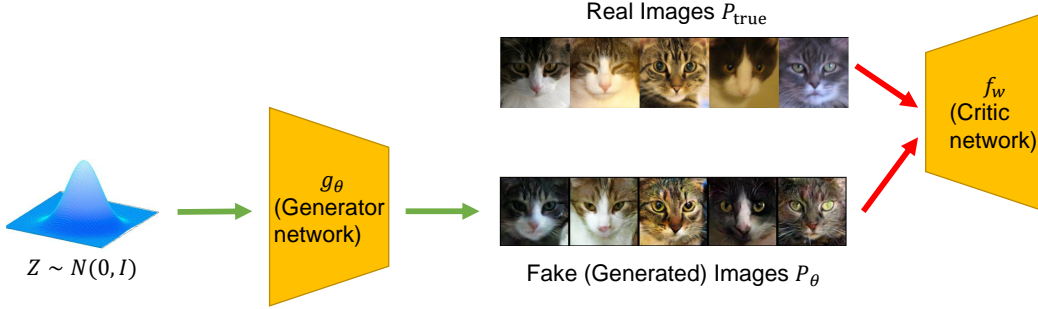 Real Images P_true
f_w
(Critic
network)
g_θ
(Generator
network)
Z ~ N(0, I)
Fake (Generated) Images P_θ